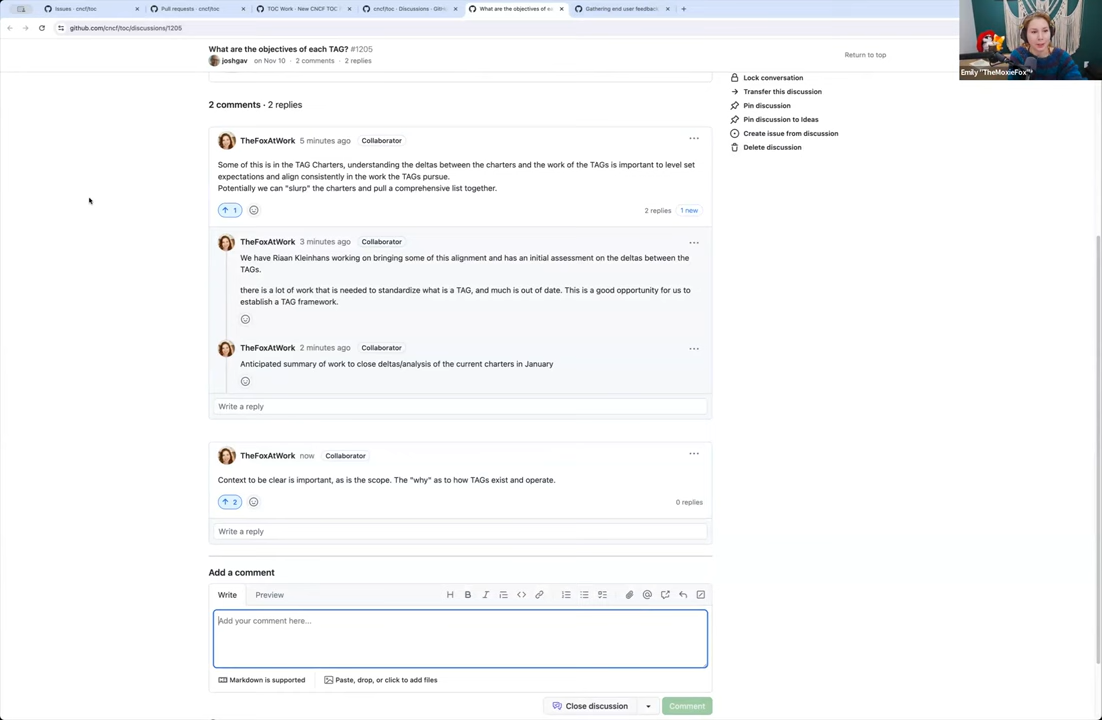 Issues · cncf/toc
Pull requests · cncf/toc
TOC Work · New CNCF TOC
cncf/toc · Discussions · GitH
What are the objectives of ea
Gathering end user feedback
github.com/cncf/toc/discussions/1205
What are the objectives of each TAG? #1205
joshgav on Nov 10 · 2 comments · 2 replies
Return to top
Emily "TheMoxieFox"
Lock conversation
Transfer this discussion
Pin discussion
Pin discussion to Ideas
Create issue from discussion
Delete discussion
2 comments · 2 replies
TheFoxAtWork 5 minutes ago Collaborator
Some of this is in the TAG Charters, understanding the deltas between the charters and the work of the TAGs is important to level set
expectations and align consistently in the work the TAGs pursue.
Potentially we can "slurp" the charters and pull a comprehensive list together.
1
2 replies 1 new
TheFoxAtWork 3 minutes ago Collaborator
We have Riaan Kleinhans working on bringing some of this alignment and has an initial assessment on the deltas between the
TAGs.
there is a lot of work that is needed to standardize what is a TAG, and much is out of date. This is a good opportunity for us to
establish a TAG framework.
TheFoxAtWork 2 minutes ago Collaborator
Anticipated summary of work to close deltas/analysis of the current charters in January
Write a reply
TheFoxAtWork now Collaborator
Context to be clear is important, as is the scope. The "why" as to how TAGs exist and operate.
2
0 replies
Write a reply
Add a comment
Write Preview
Add your comment here...
Markdown is supported
Paste, drop, or click to add files
Close discussion
Comment